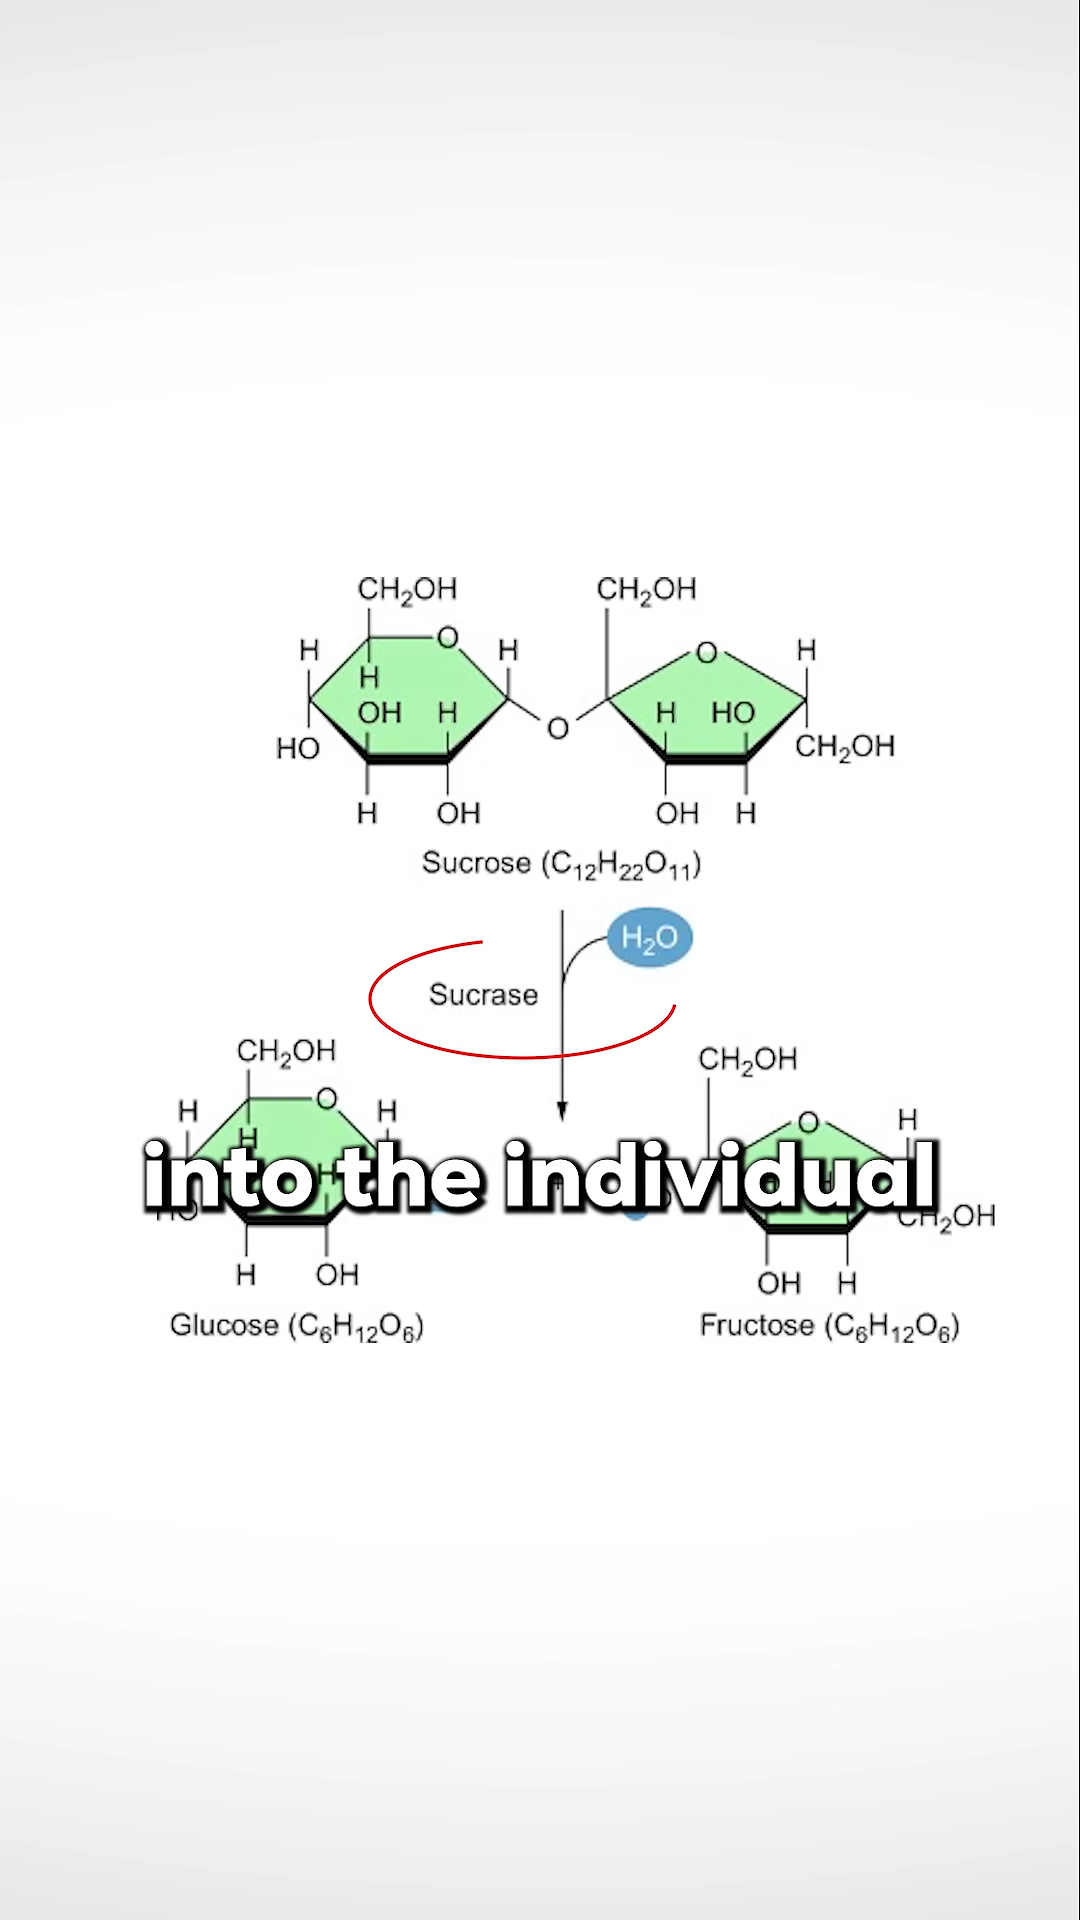 CH₂OH CH₂OH
O H O H
H H
OH H H HO
HO O CH₂OH
H OH OH H
Sucrose (C₁₂H₂₂O₁₁)
H₂O
Sucrase
CH₂OH CH₂OH
H O H O H
H
into the individual
CH₂OH
H OH OH H
Glucose (C₆H₁₂O₆) Fructose (C₆H₁₂O₆)